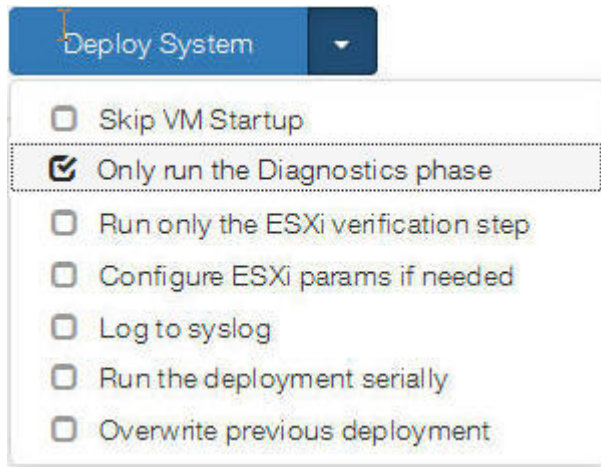 Deploy System
Skip VM Startup
Only run the Diagnostics phase
Run only the ESXi verification step
Configure ESXi params if needed
Log to syslog
Run the deployment serially
Overwrite previous deployment